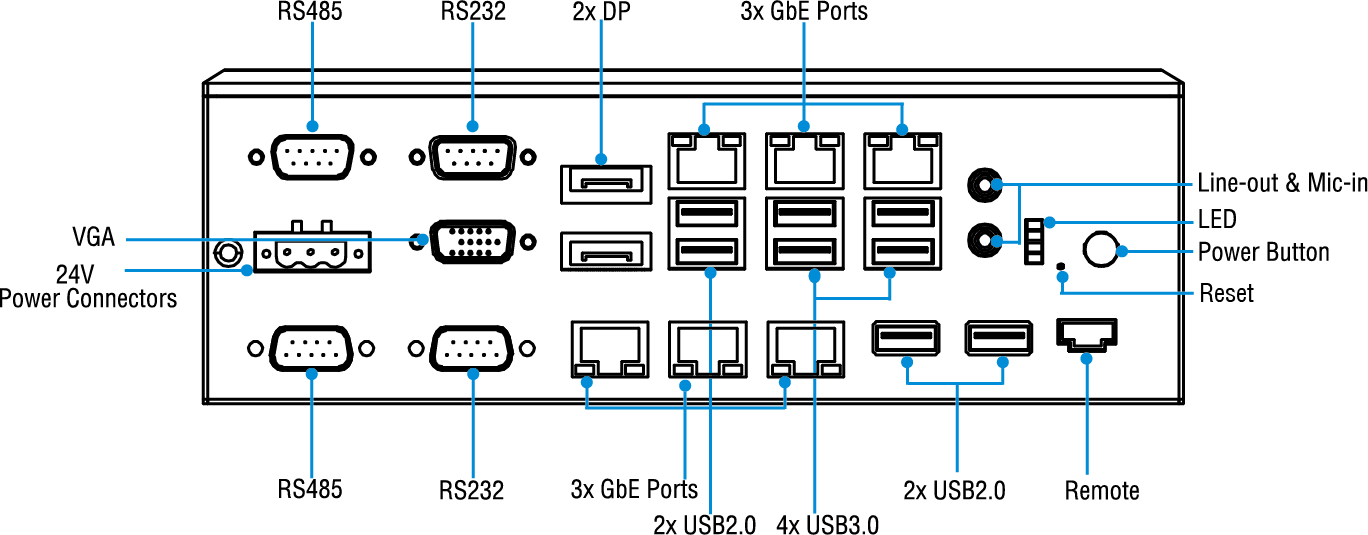 RS485
RS232
2x DP
3x GbE Ports
Line-out & Mic-in
LED
VGA
Power Button
24V
Power Connectors
Reset
RS485
RS232
3x GbE Ports
2x USB2.0
Remote
2x USB2.0
4x USB3.0